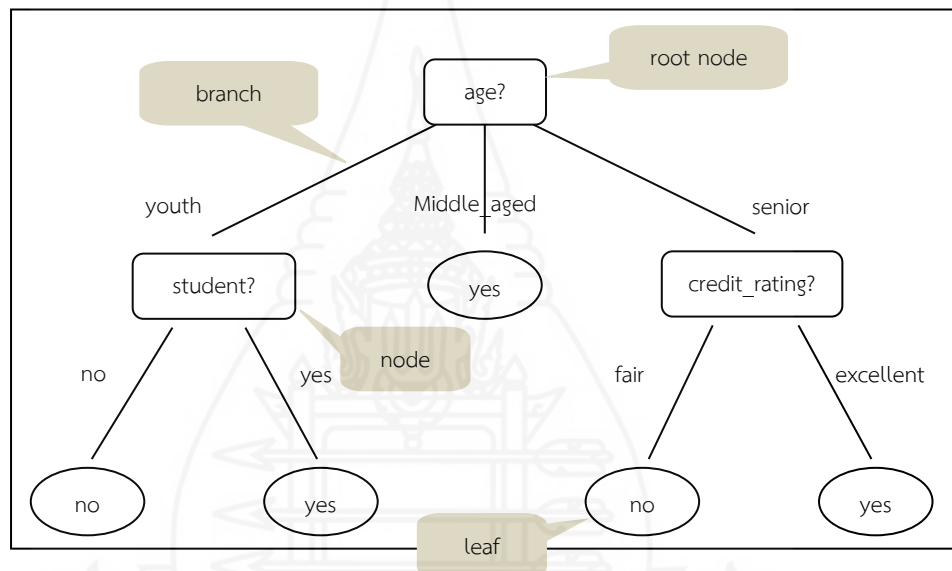 root node
branch
age?
youth
Middle_aged
senior
student?
yes
credit_rating?
node
no
yes
fair
excellent
no
yes
no
yes
leaf